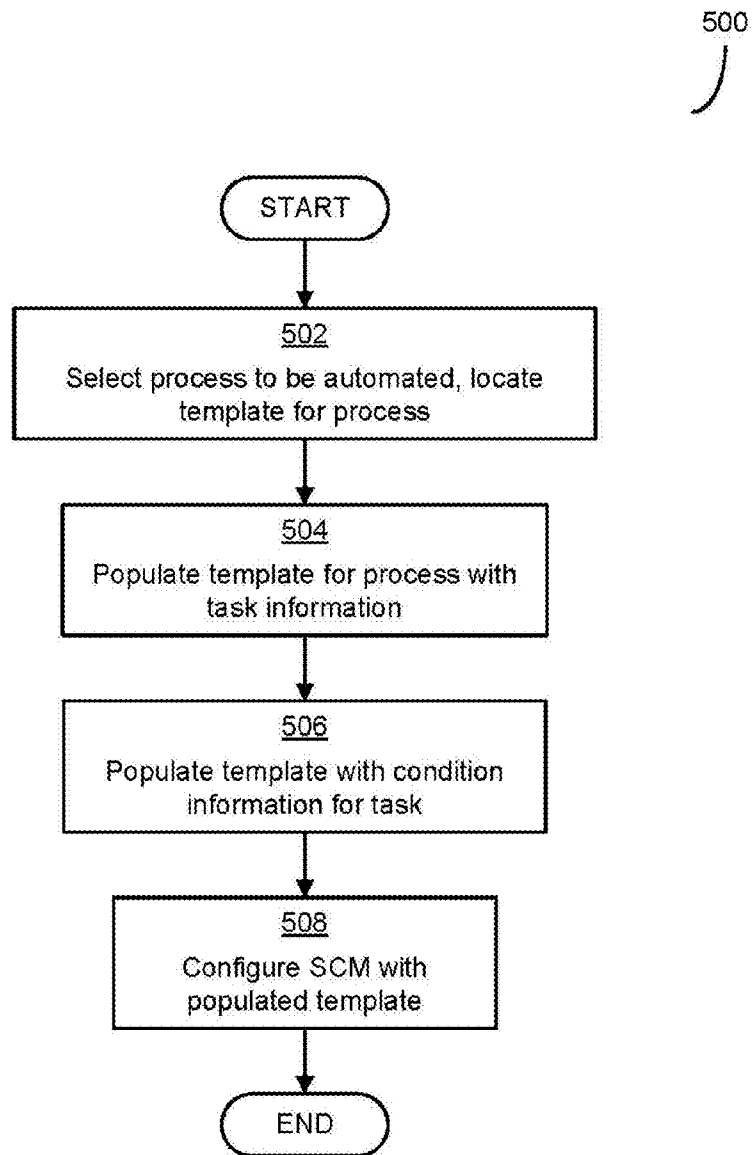 500
START
502
Select process to be automated, locate
template for process
504
Populate template for process with
task information
506
Populate template with condition
information for task
508
Configure SCM with
populated template
END